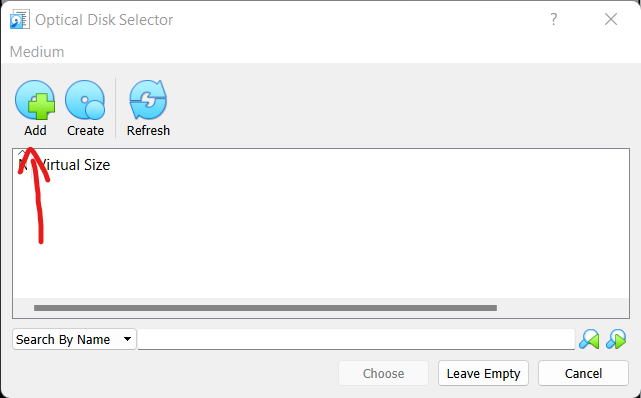 Optical Disk Selector
Medium
Add Create Refresh
Virtual Size
Search By Name
Choose Leave Empty Cancel